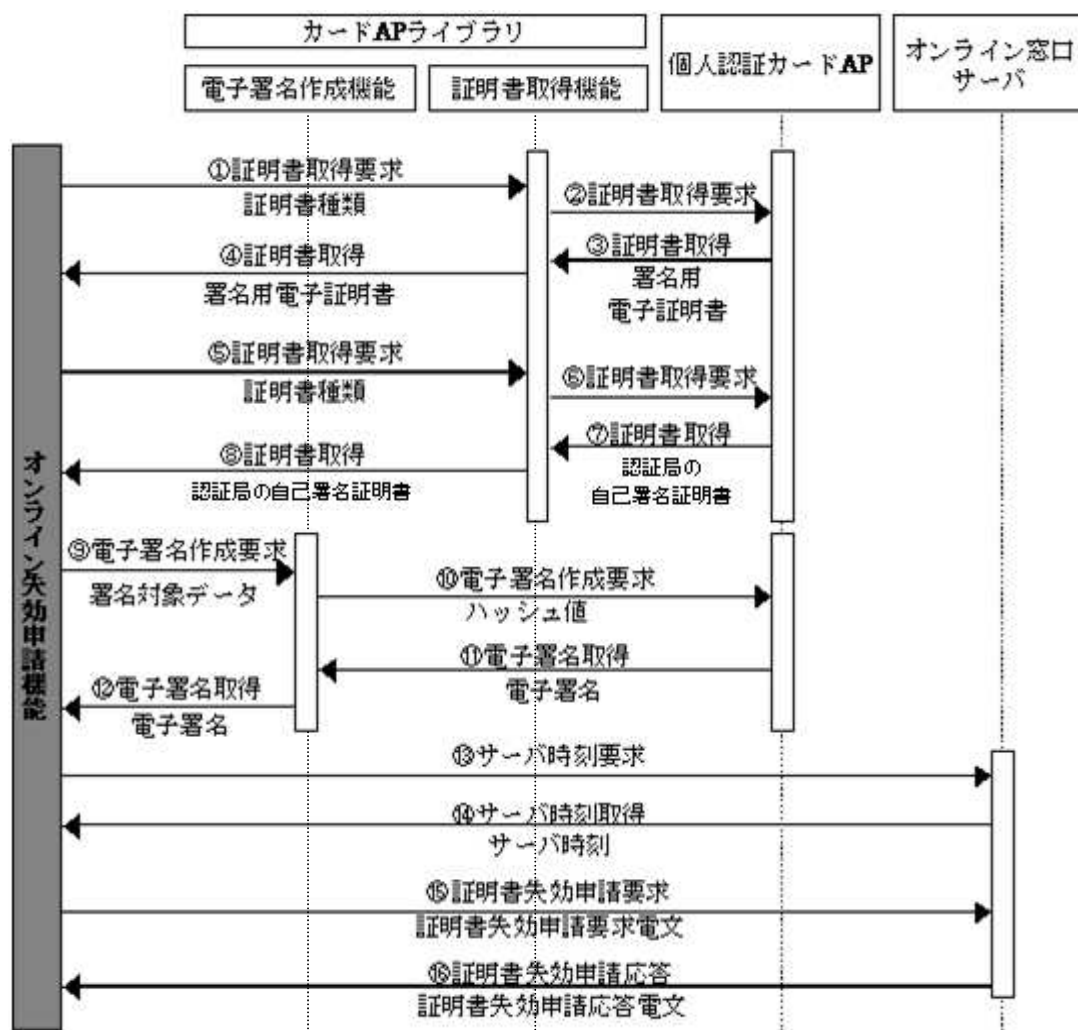 カードAPライブラリ
個人認証カードAP
オンライン窓口
サーバ
電子署名作成機能
証明書取得機能
①証明書取得要求
証明書種類
②証明書取得要求
③証明書取得
署名用
電子証明書
④証明書取得
署名用電子証明書
⑤証明書取得要求
証明書種類
⑥証明書取得要求
⑦証明書取得
認証局の
自己署名証明書
⑧証明書取得
認証局の自己署名証明書
オンライン失効申請機能
⑨電子署名作成要求
署名対象データ
⑩電子署名作成要求
ハッシュ値
⑪電子署名取得
電子署名
⑫電子署名取得
電子署名
⑬サーバ時刻要求
⑭サーバ時刻取得
サーバ時刻
⑮証明書失効申請要求
証明書失効申請要求電文
⑯証明書失効申請応答
証明書失効申請応答電文